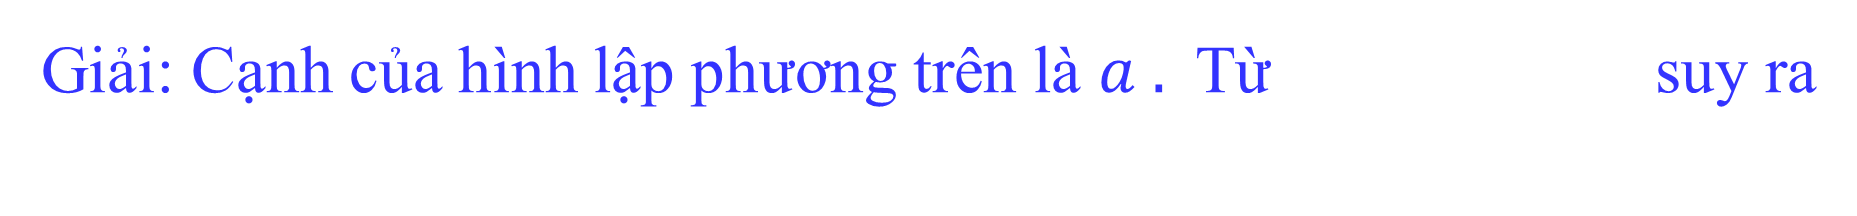 Giải: Cạnh của hình lập phương trên là a . Từ suy ra